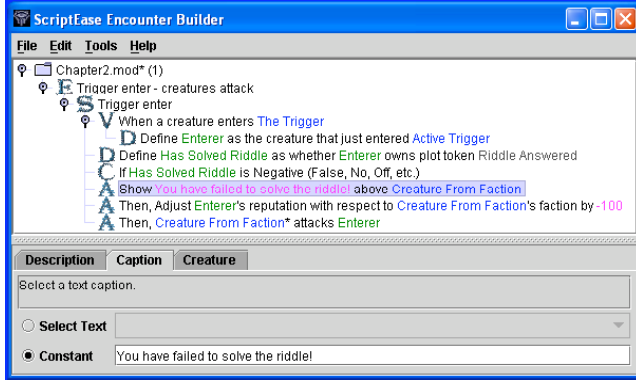 ScriptEase Encounter Builder
File Edit Tools Help
Chapter2.mod* (1)
E Trigger enter - creatures attack
S Trigger enter
V When a creature enters The Trigger
D Define Enterer as the creature that just entered Active Trigger
D Define Has Solved Riddle as whether Enterer owns plot token Riddle Answered
C If Has Solved Riddle is Negative (False, No, Off, etc.)
A Show You have failed to solve the riddle! above Creature From Faction
A Then, Adjust Enterer's reputation with respect to Creature From Faction's faction by -100
A Then, Creature From Faction* attacks Enterer
Description Caption Creature
Select a text caption.
Select Text
Constant You have failed to solve the riddle!